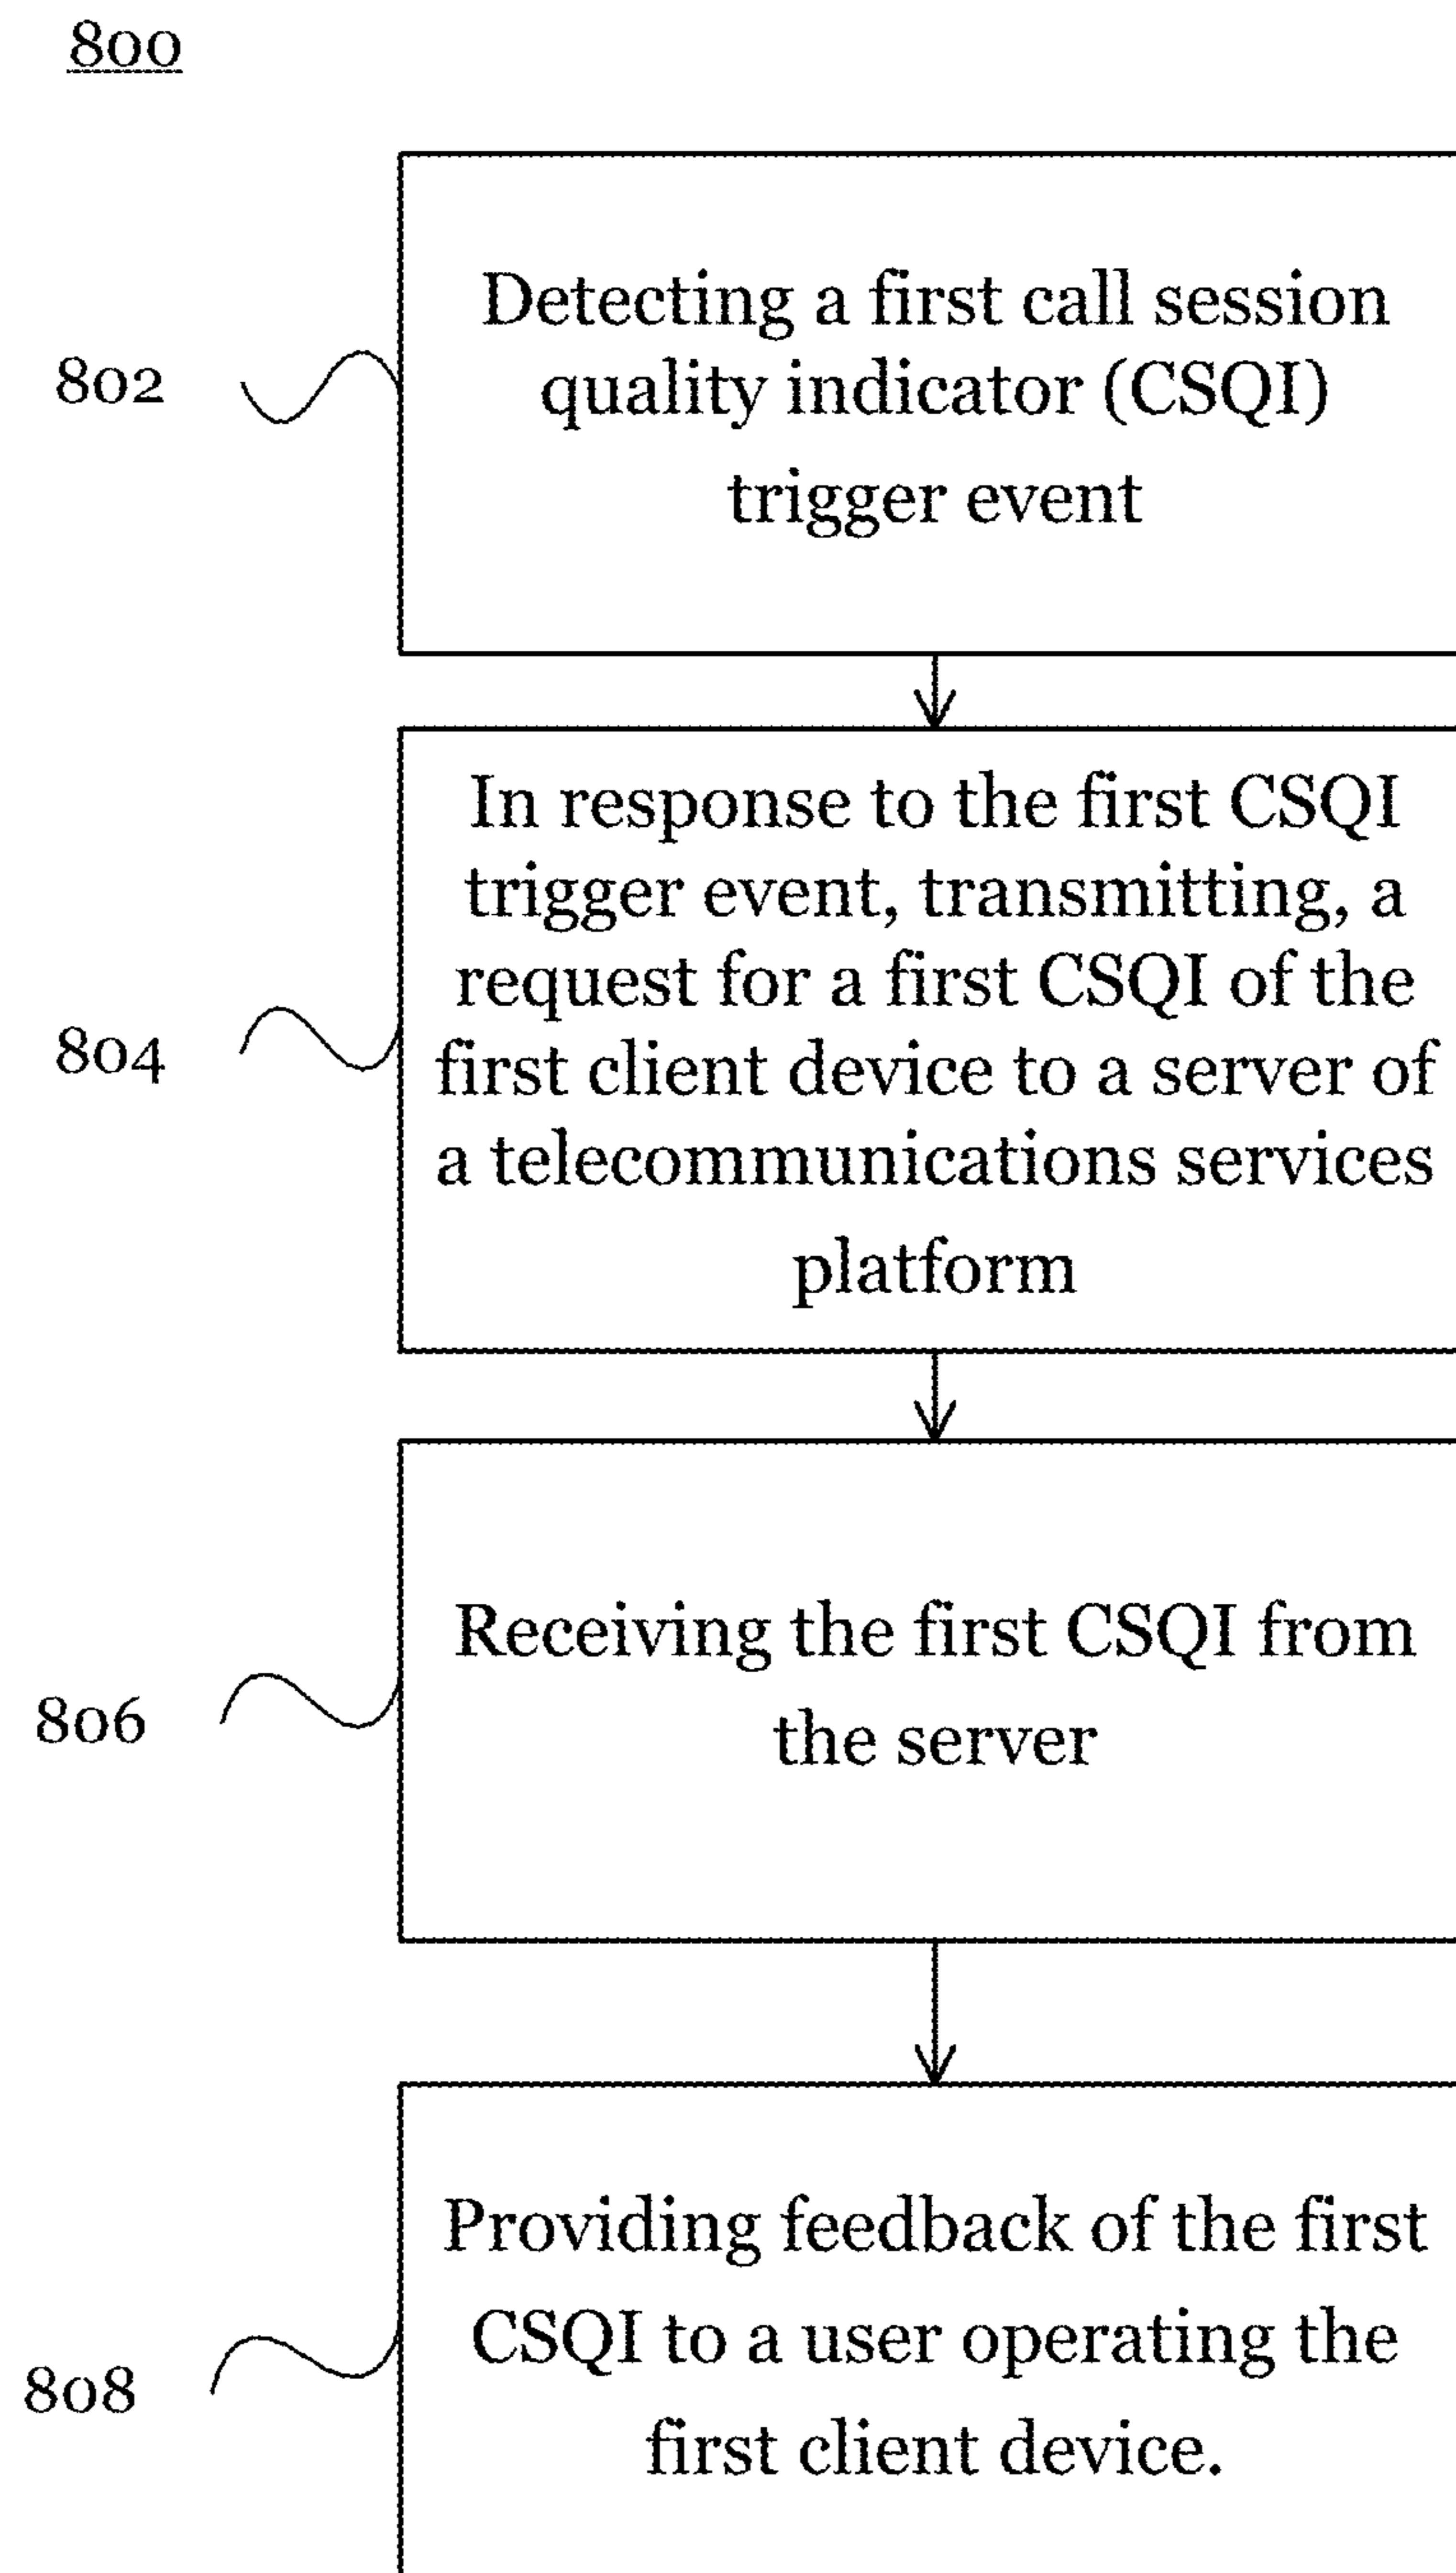 800
802
Detecting a first call session
quality indicator (CSQI)
trigger event
804
In response to the first CSQI
trigger event, transmitting, a
request for a first CSQI of the
first client device to a server of
a telecommunications services
platform
806
Receiving the first CSQI from
the server
808
Providing feedback of the first
CSQI to a user operating the
first client device.